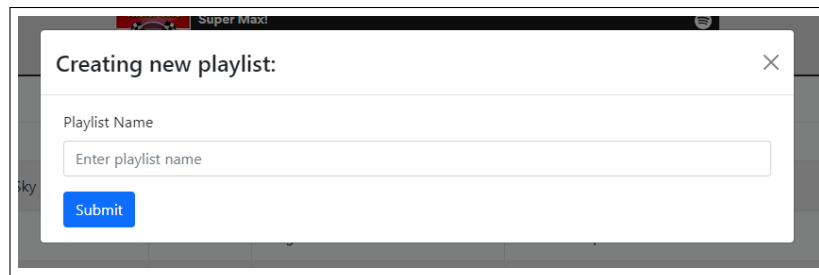 Super Max!
Creating new playlist:
Playlist Name
Enter playlist name
Sky
Submit